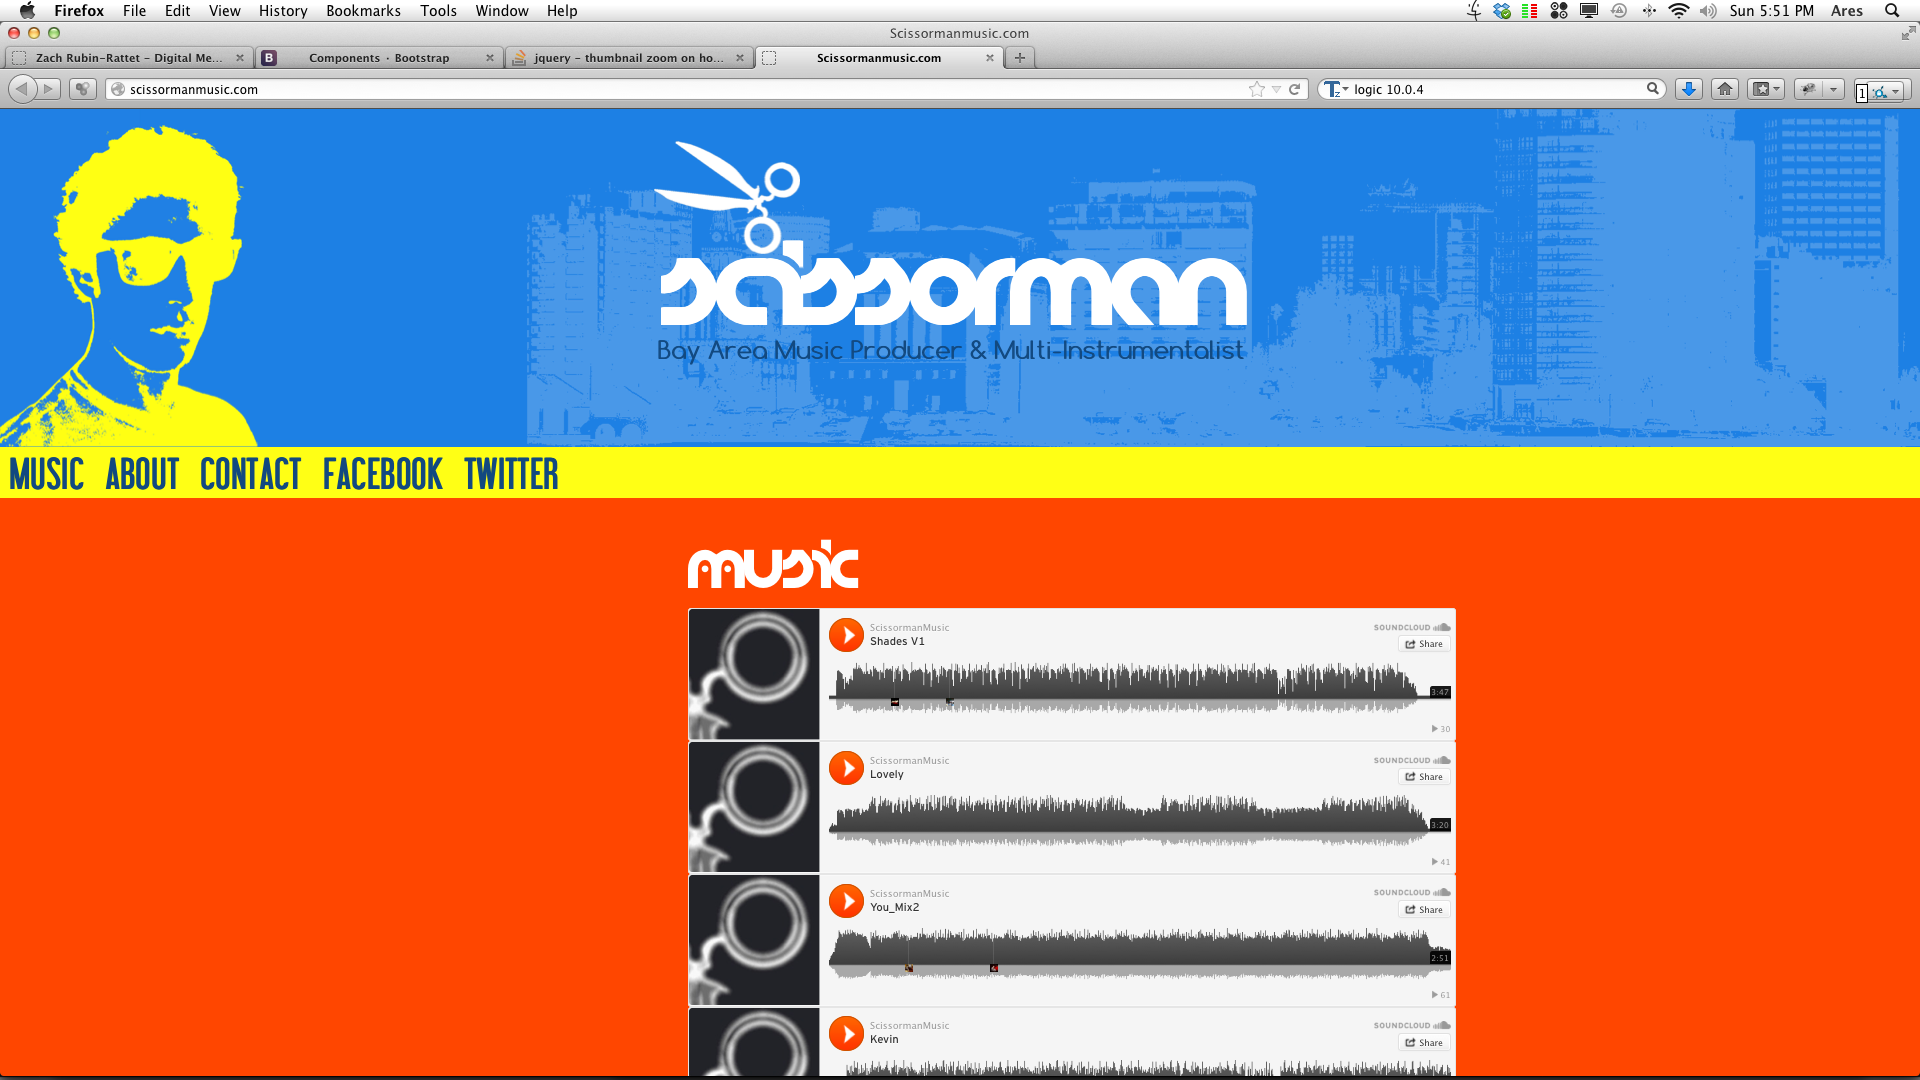 Firefox File Edit View History Bookmarks Tools Window Help Sun 5:51 PM Ares
Scissormanmusic.com
Zach Rubin-Rattet - Digital Me... B Components · Bootstrap jquery - thumbnail zoom on ho... Scissormanmusic.com
scissormanmusic.com logic 10.0.4 1
scissorman
Bay Area Music Producer & Multi-Instrumentalist
MUSIC ABOUT CONTACT FACEBOOK TWITTER
music
ScissormanMusic SOUNDCLOUD
Shades V1 Share
3:47
30
ScissormanMusic SOUNDCLOUD
Lovely Share
3:20
41
ScissormanMusic SOUNDCLOUD
You_Mix2 Share
2:51
61
ScissormanMusic SOUNDCLOUD
Kevin Share